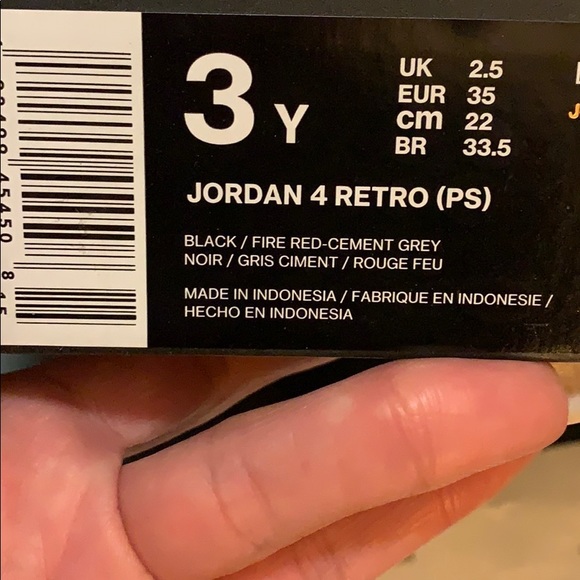 3 Y
UK 2.5
EUR 35
cm 22
BR 33.5
JORDAN 4 RETRO (PS)
BLACK / FIRE RED-CEMENT GREY
NOIR / GRIS CIMENT / ROUGE FEU
MADE IN INDONESIA / FABRIQUE EN INDONESIE /
HECHO EN INDONESIA